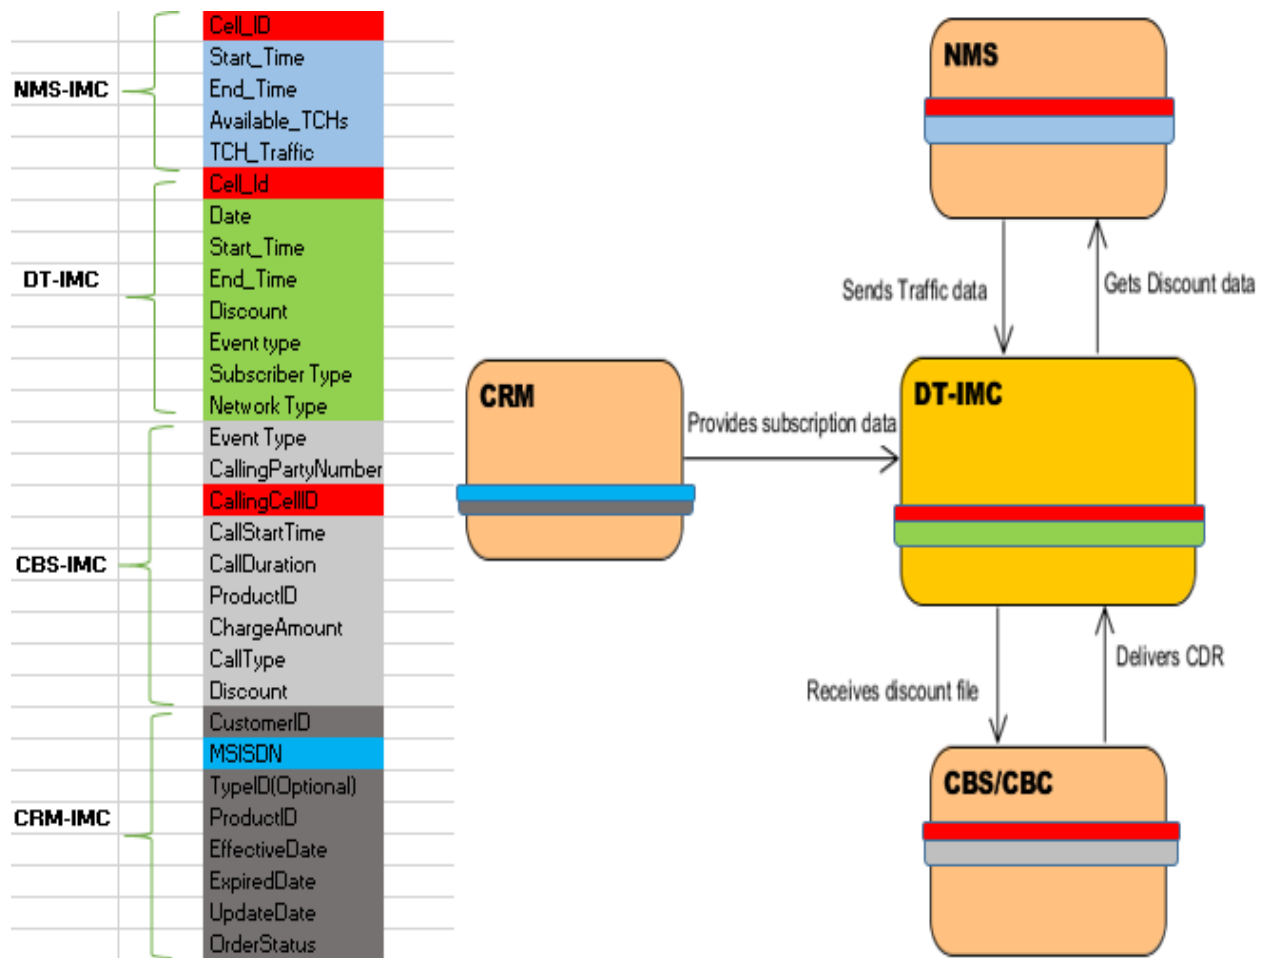 NMS-IMC
Cell_ID
Start_Time
End_Time
Available_TCHs
TCH_Traffic
DT-IMC
Cell_Id
Date
Start_Time
End_Time
Discount
Event type
Subscriber Type
Network Type
CBS-IMC
Event Type
CallingPartyNumber
CallingCellID
CallStartTime
CallDuration
ProductID
ChargeAmount
CallType
Discount
CRM-IMC
CustomerID
MSISDN
TypeID(Optional)
ProductID
EffectiveDate
ExpiredDate
UpdateDate
OrderStatus
NMS
Sends Traffic data
Gets Discount data
CRM
Provides subscription data
DT-IMC
Receives discount file
Delivers CDR
CBS/CBC